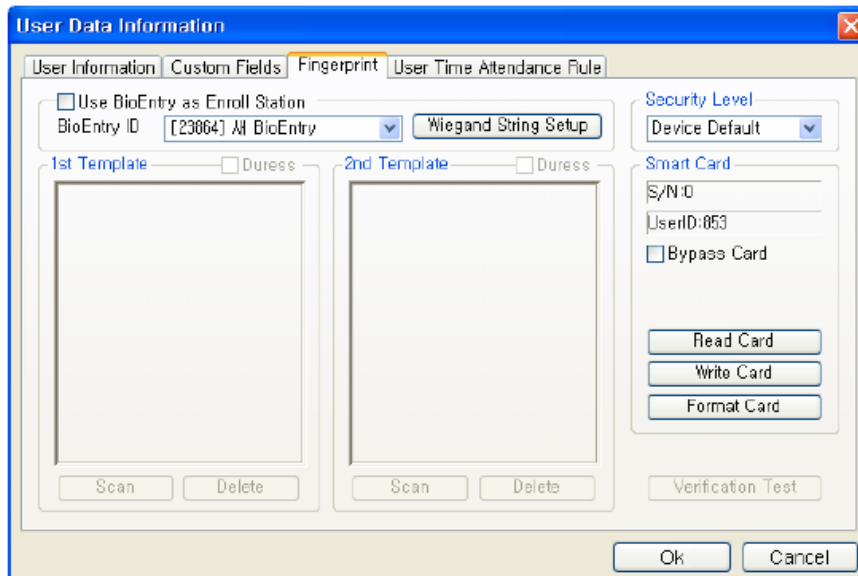 User Data Information
User Information Custom Fields Fingerprint User Time Attendance Rule
Use BioEntry as Enroll Station
BioEntry ID [23864] 새 BioEntry Wiegand String Setup
Security Level
Device Default
1st Template Duress
2nd Template Duress
Smart Card
S/N:0
UserID:853
Bypass Card
Read Card
Write Card
Format Card
Scan Delete
Scan Delete
Verification Test
Ok Cancel